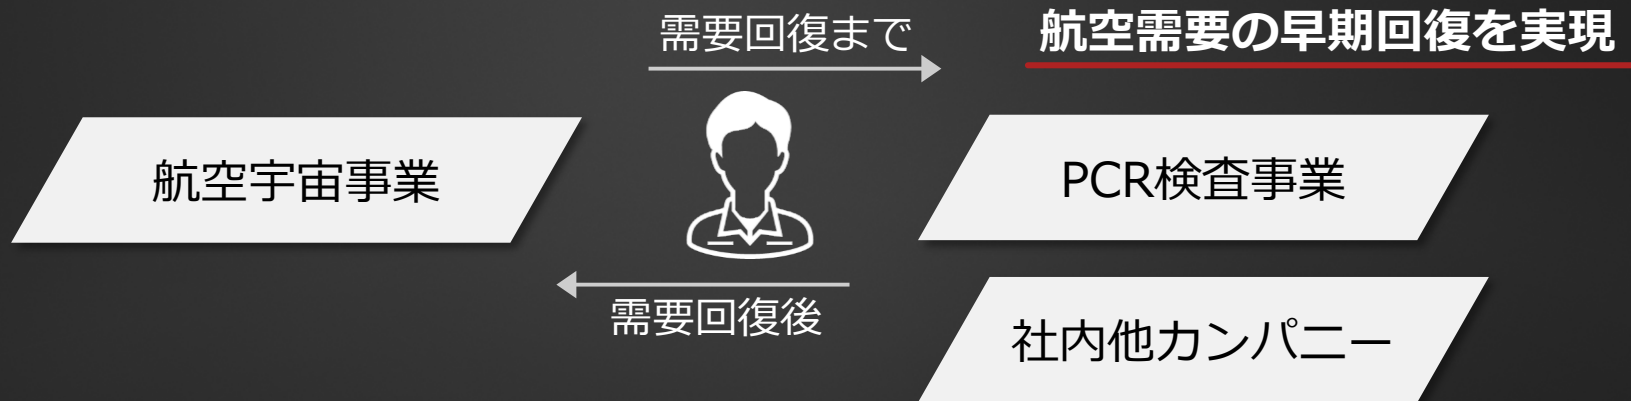 需要回復まで
航空需要の早期回復を実現
航空宇宙事業
PCR検査事業
需要回復後
社内他カンパニー